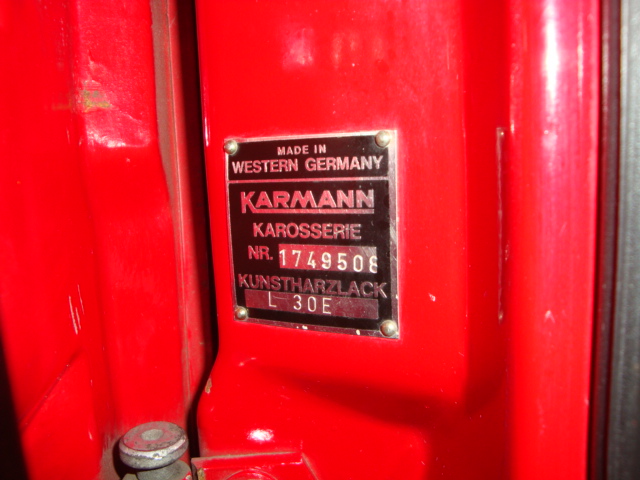 MADE IN
WESTERN GERMANY
KARMANN
KAROSSERIE
NR. 1749508
KUNSTHARZLACK
L 30E